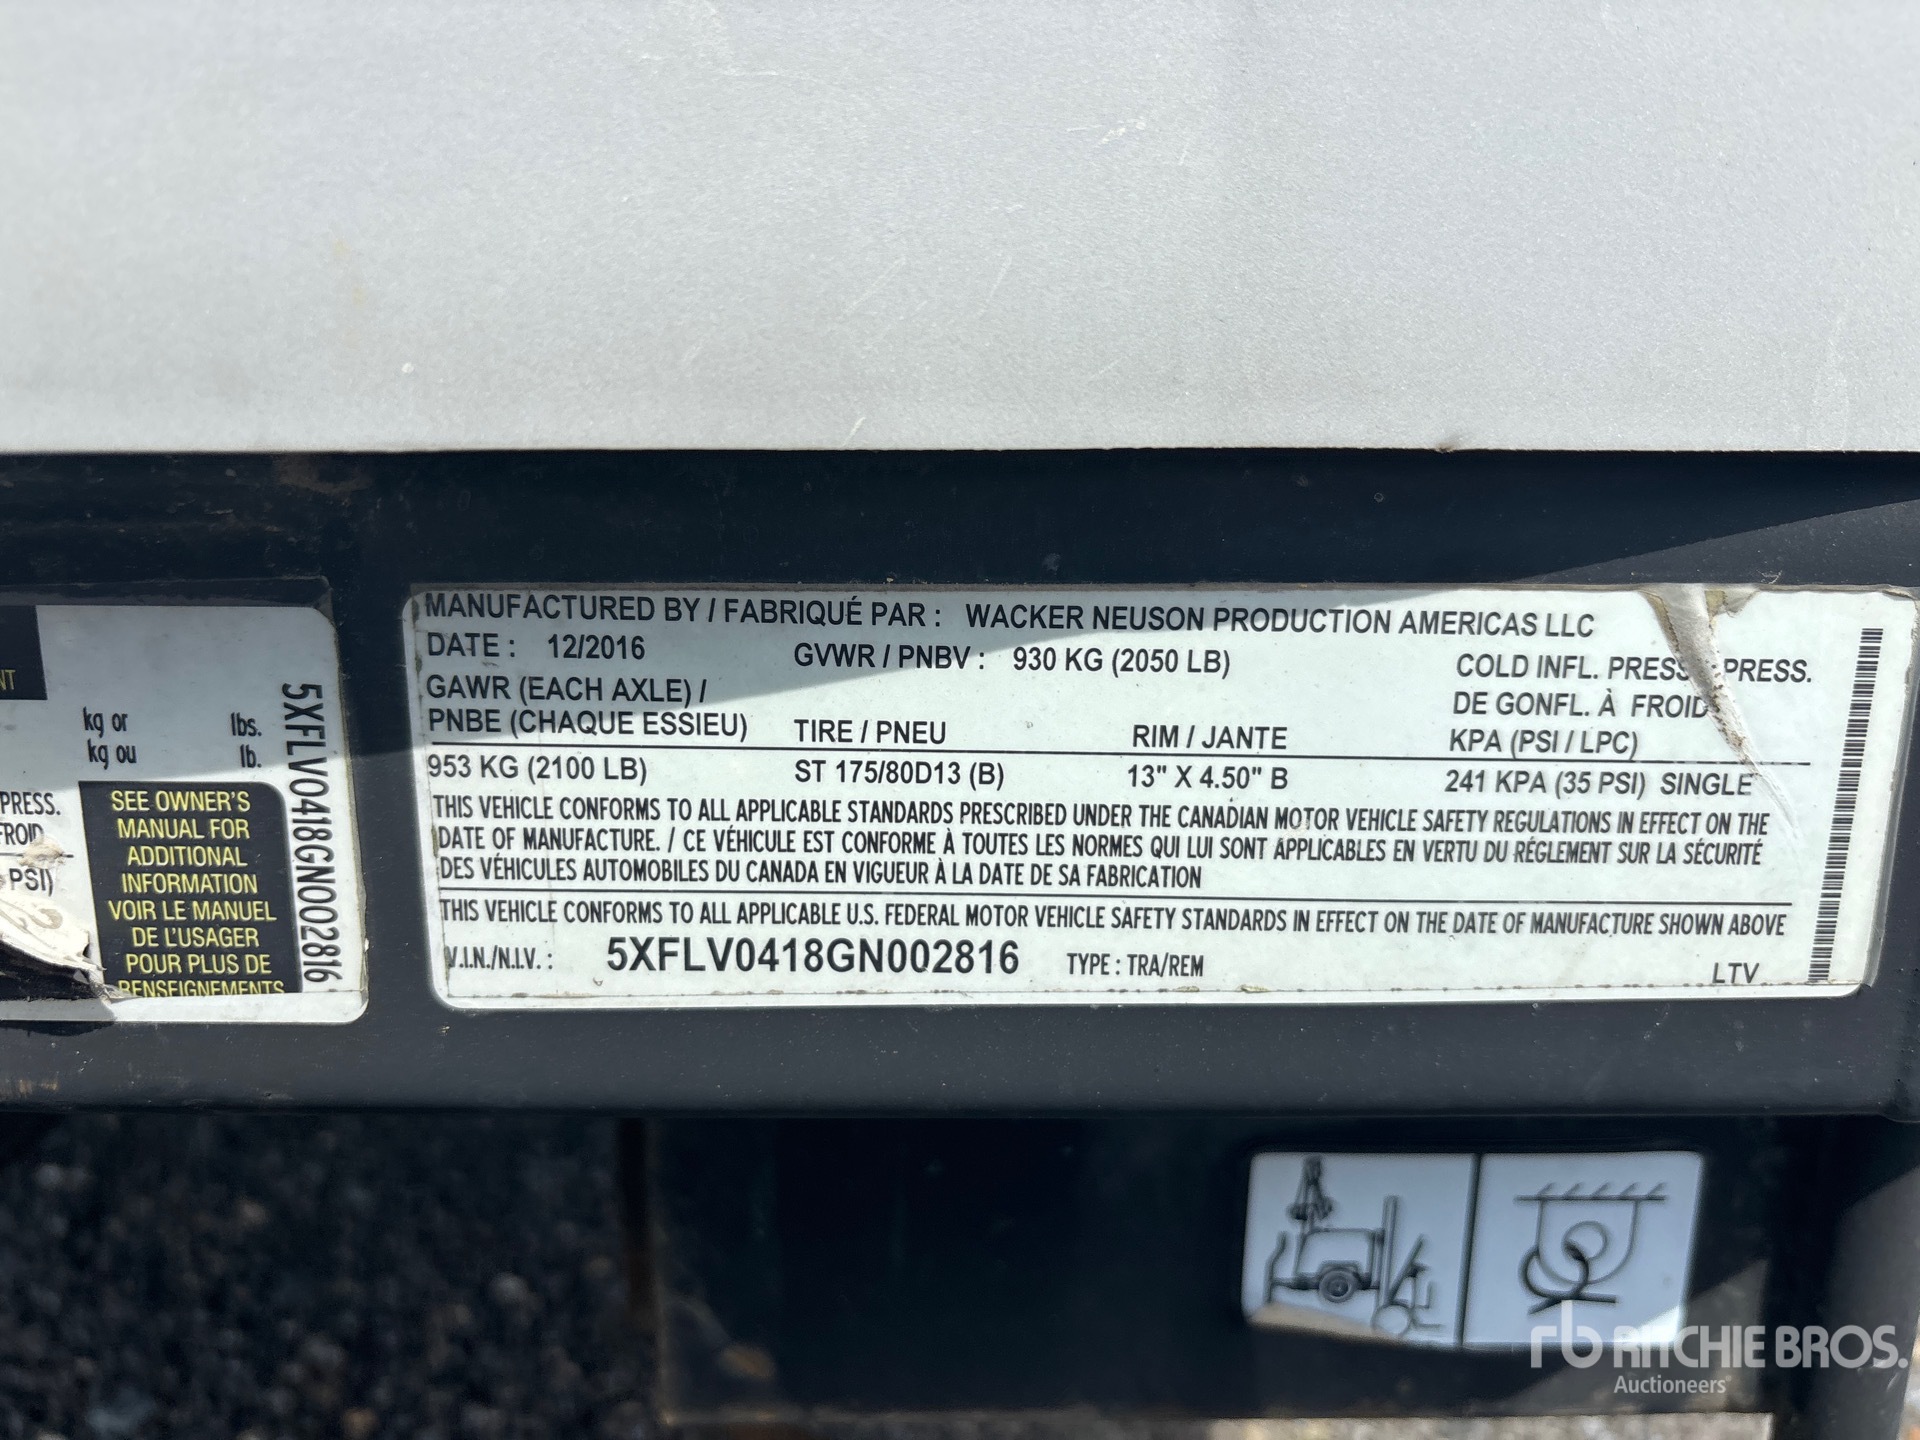 NT
kg or lbs.
kg ou lb.
PRESS.
FROID
PSI)
SEE OWNER'S
MANUAL FOR
ADDITIONAL
INFORMATION
VOIR LE MANUEL
DE L'USAGER
POUR PLUS DE
RENSEIGNEMENTS
5XFLV0418GN002816
MANUFACTURED BY / FABRIQUÉ PAR : WACKER NEUSON PRODUCTION AMERICAS LLC
DATE : 12/2016 GVWR / PNBV : 930 KG (2050 LB)
GAWR (EACH AXLE) /
PNBE (CHAQUE ESSIEU) TIRE / PNEU RIM / JANTE
COLD INFL. PRESS. PRESS.
DE GONFL. À FROID
KPA (PSI / LPC)
953 KG (2100 LB) ST 175/80D13 (B) 13" X 4.50" B 241 KPA (35 PSI) SINGLE
THIS VEHICLE CONFORMS TO ALL APPLICABLE STANDARDS PRESCRIBED UNDER THE CANADIAN MOTOR VEHICLE SAFETY REGULATIONS IN EFFECT ON THE
DATE OF MANUFACTURE. / CE VÉHICULE EST CONFORME À TOUTES LES NORMES QUI LUI SONT APPLICABLES EN VERTU DU RÉGLEMENT SUR LA SÉCURITÉ
DES VÉHICULES AUTOMOBILES DU CANADA EN VIGUEUR À LA DATE DE SA FABRICATION
THIS VEHICLE CONFORMS TO ALL APPLICABLE U.S. FEDERAL MOTOR VEHICLE SAFETY STANDARDS IN EFFECT ON THE DATE OF MANUFACTURE SHOWN ABOVE
V.I.N./N.I.V. : 5XFLV0418GN002816 TYPE : TRA/REM LTV
rb RITCHIE BROS.
Auctioneers